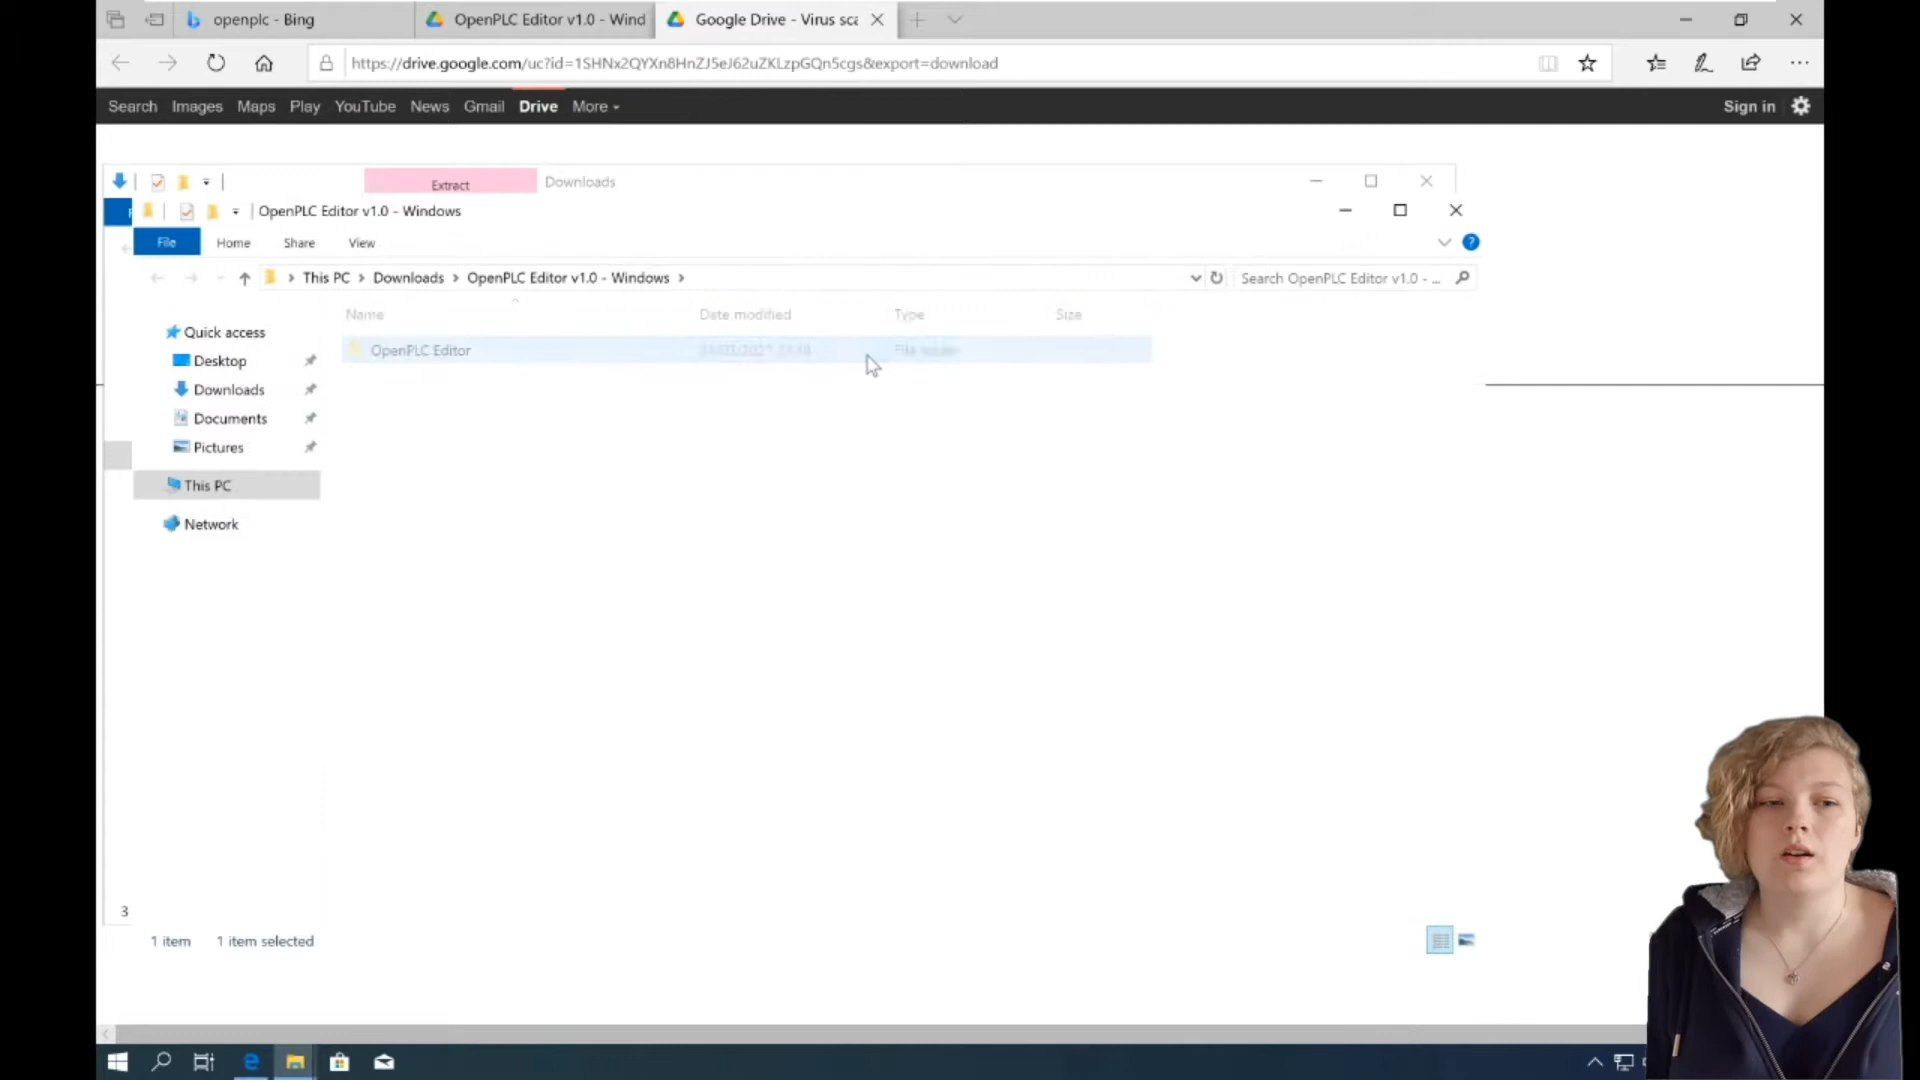 openplc - Bing
OpenPLC Editor v1.0 - Wind
Google Drive - Virus sca
https://drive.google.com/uc?id=1SHNx2QYXn8HnZJ5eJ62uZKLzpGQn5cgs&export=download
Search Images Maps Play YouTube News Gmail Drive More Sign in
Extract Downloads
OpenPLC Editor v1.0 - Windows
File Home Share View
This PC > Downloads > OpenPLC Editor v1.0 - Windows > Search OpenPLC Editor v1.0 - ...
Name Date modified Type Size
OpenPLC Editor File folder
Quick access
Desktop
Downloads
Documents
Pictures
This PC
Network
3
1 item 1 item selected